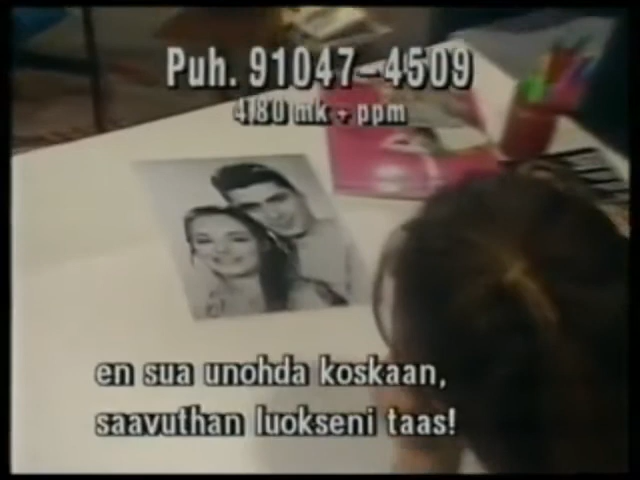 Puh. 91047-4509
4,80 mk + ppm
en sua unohda koskaan,
saavuthan luokseni taas!